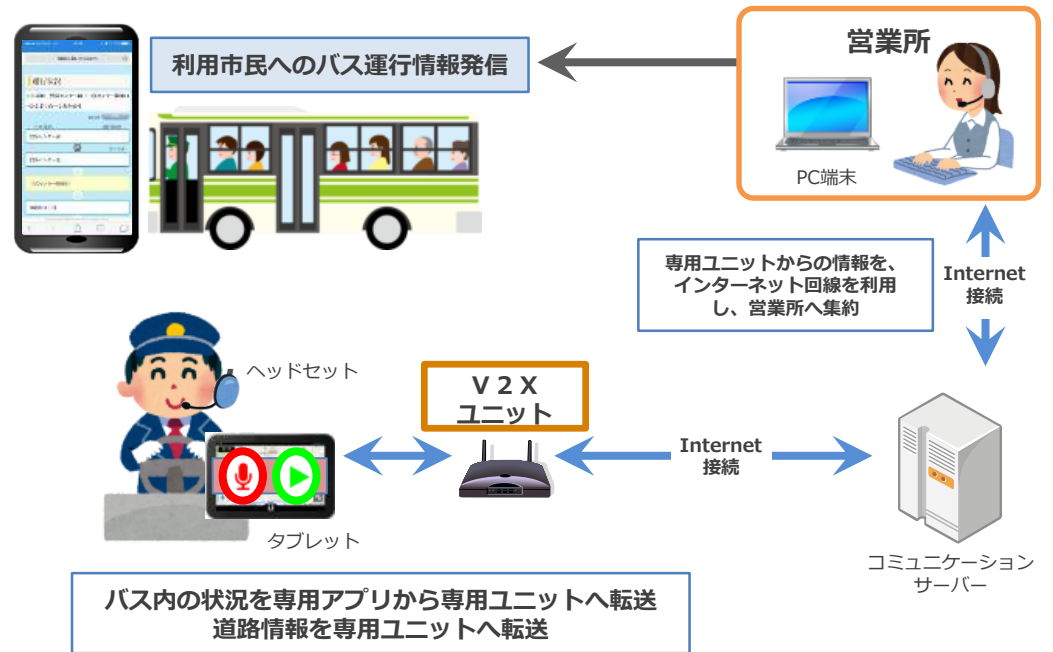 営業所
利用市民へのバス運行情報発信
PC端末
専用ユニットからの情報を、
インターネット回線を利用
し、営業所へ集約
Internet
接続
ヘッドセット
V2X
ユニット
Internet
接続
タブレット
コミュニケーション
サーバー
バス内の状況を専用アプリから専用ユニットへ転送
道路情報を専用ユニットへ転送